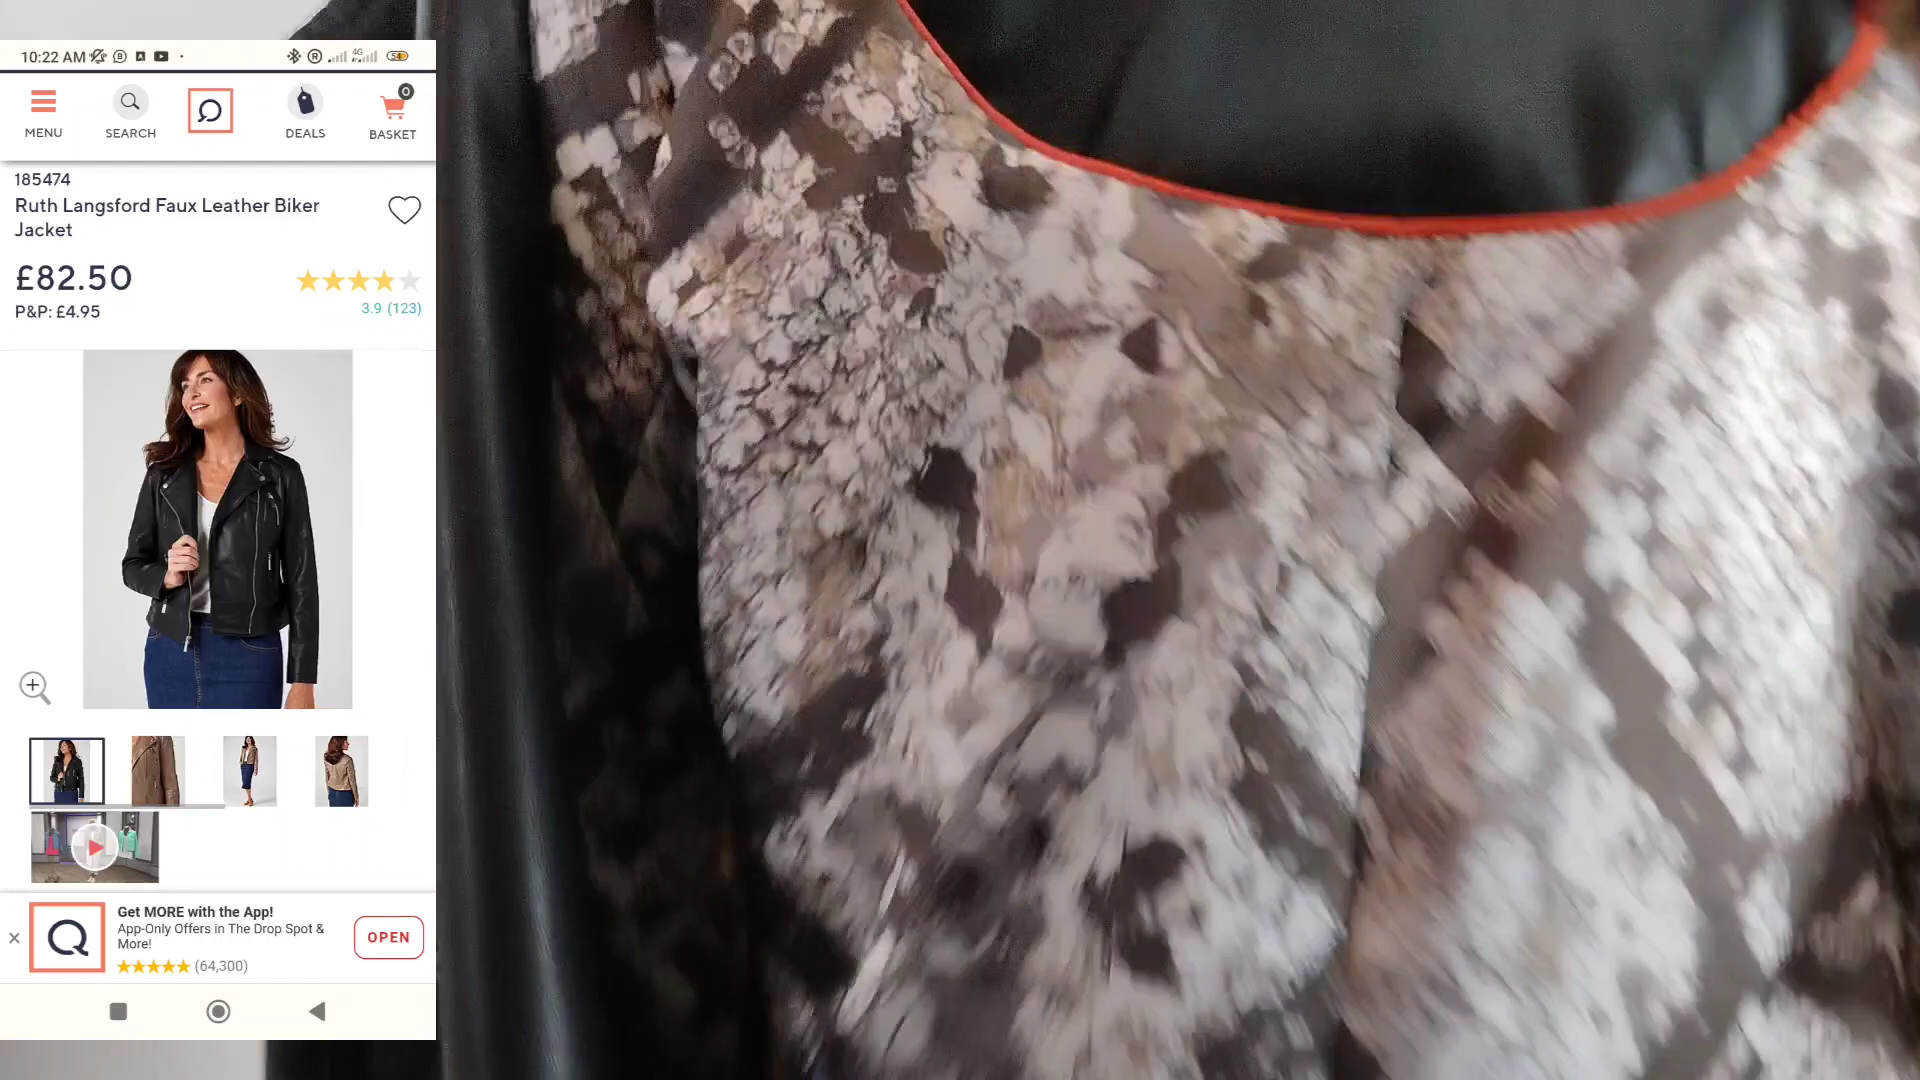 10:22 AM
4G
54
0
MENU
SEARCH
DEALS
BASKET
185474
Ruth Langsford Faux Leather Biker
Jacket
£82.50
P&P: £4.95
3.9 (123)
Get MORE with the App!
App-Only Offers in The Drop Spot &
More!
(64,300)
OPEN